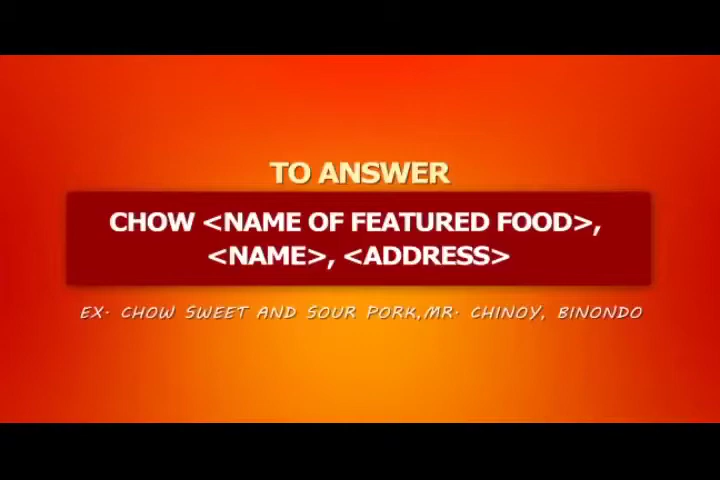 TO ANSWER
CHOW <NAME OF FEATURED FOOD>,
<NAME>, <ADDRESS>
EX. CHOW SWEET AND SOUR PORK,MR. CHINOY, BINONDO